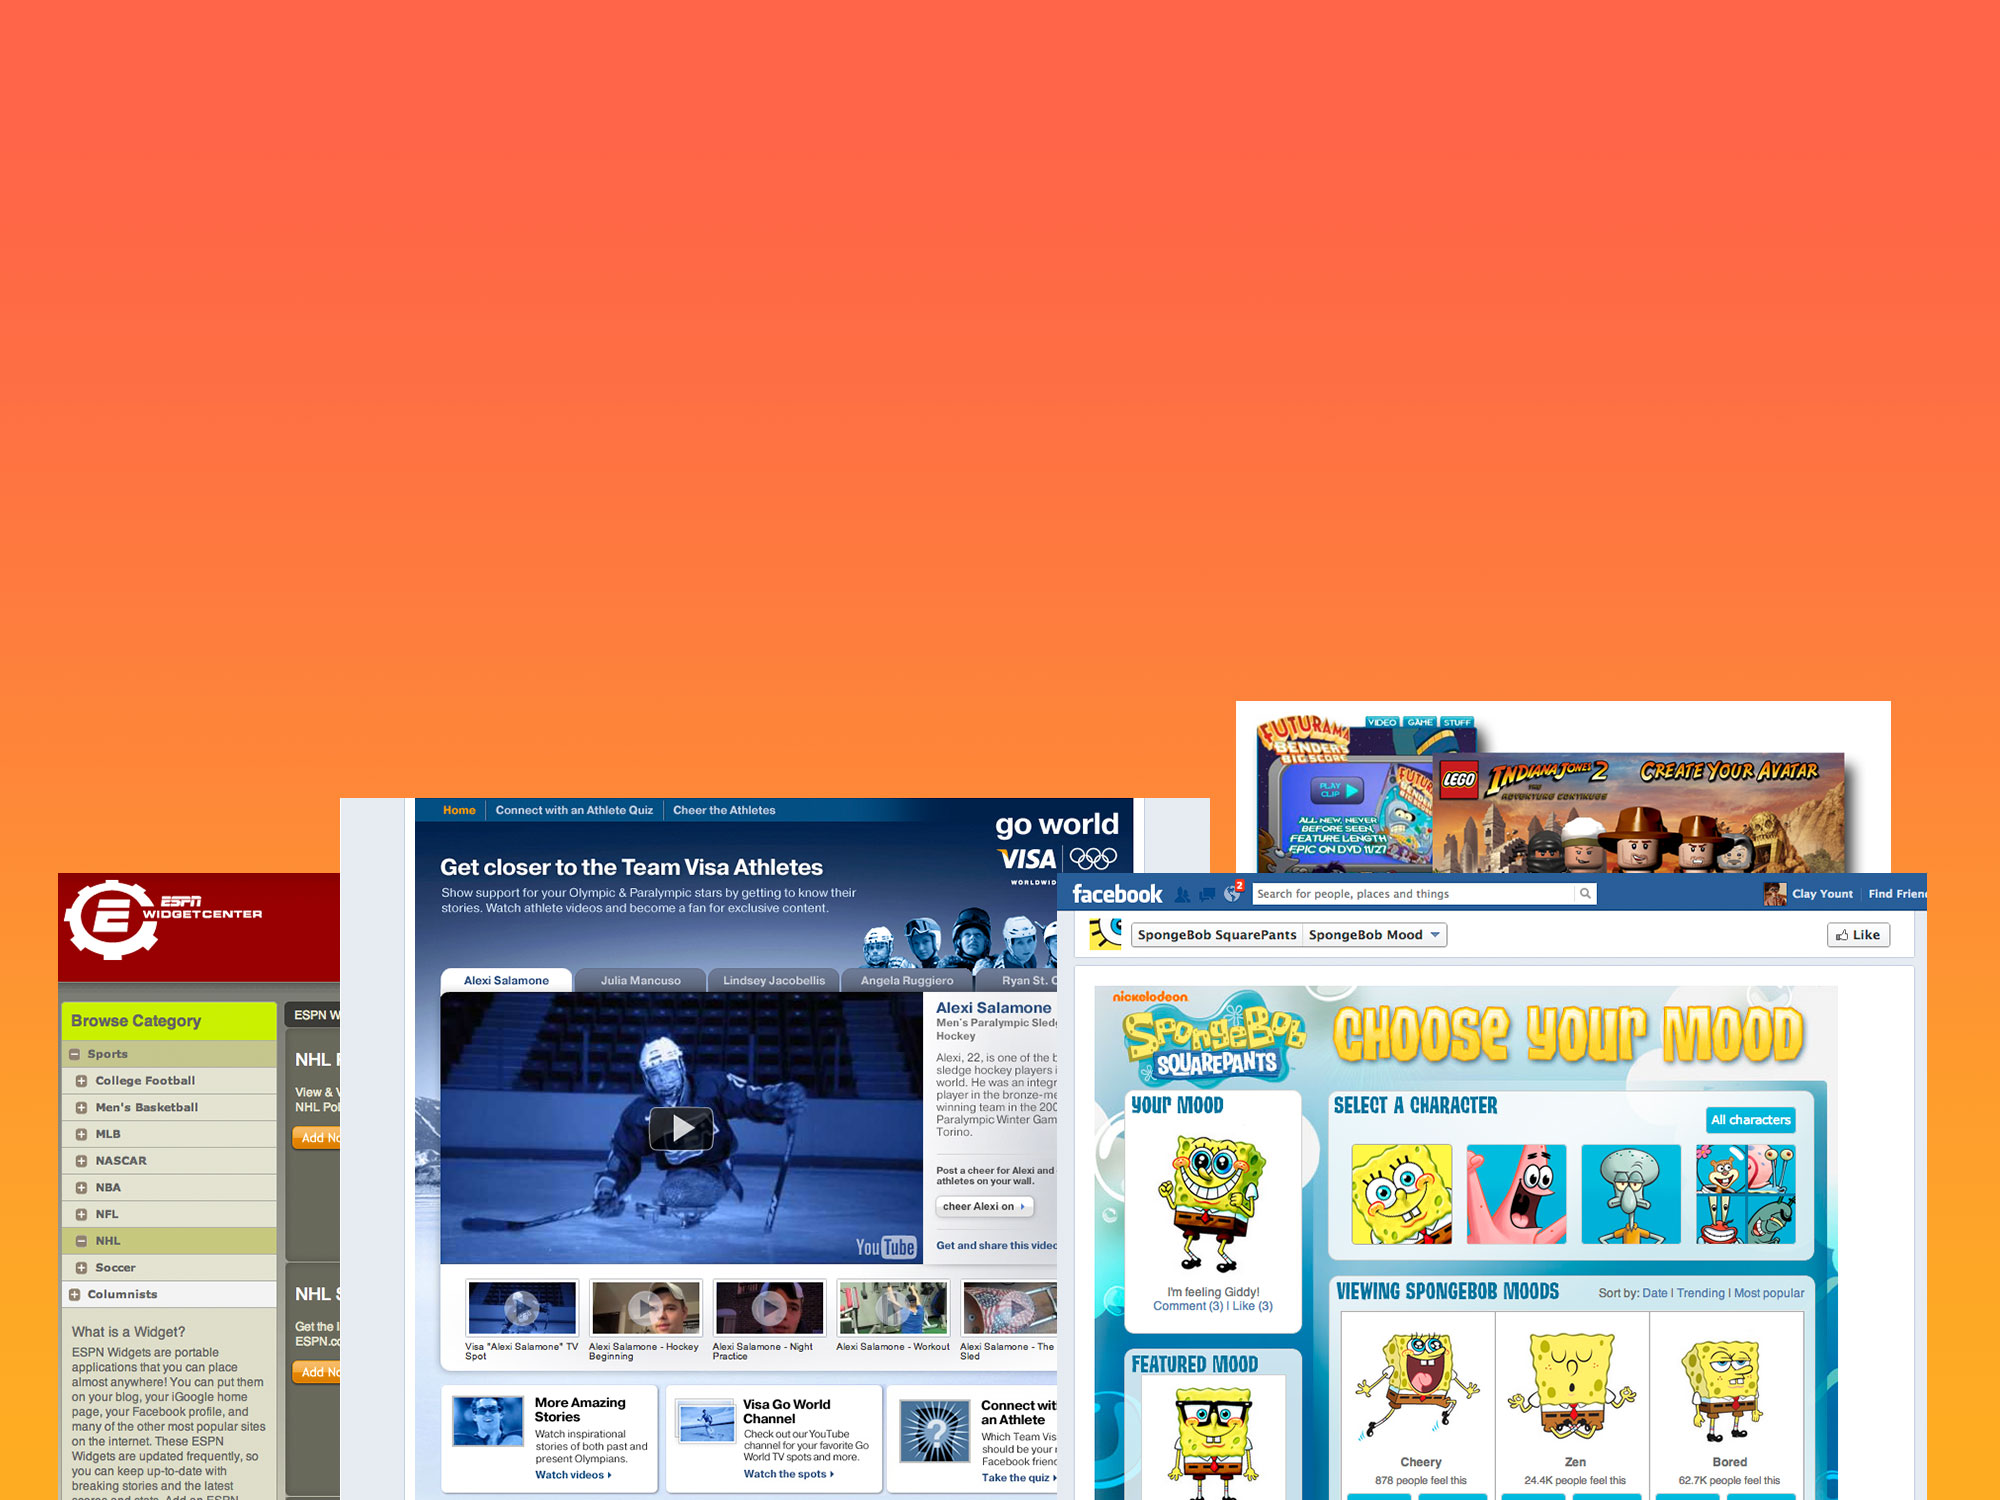 FUTURAMA
BENDER'S
BIG SCORE
VIDEO GAME STUFF
PLAY
CLIP
ALL NEW, NEVER
BEFORE SEEN,
FEATURE LENGTH
EPIC ON DVD 11/27
LEGO
INDIANA JONES 2
THE
ADVENTURE CONTINUES
CREATE YOUR AVATAR
ESPN
WIDGETCENTER
Browse Category
Sports
College Football
Men's Basketball
MLB
NASCAR
NBA
NFL
NHL
Soccer
Columnists
What is a Widget?
ESPN Widgets are portable
applications that you can place
almost anywhere! You can put them
on your blog, your iGoogle home
page, your Facebook profile, and
many of the other most popular sites
on the internet. These ESPN
Widgets are updated frequently, so
you can keep up-to-date with
breaking stories and the latest
scores and stats. Add an ESPN
ESPN W
NHL
View &
NHL Pol
Add No
NHL S
Get the
ESPN.co
Add No
Home
Connect with an Athlete Quiz
Cheer the Athletes
go world
VISA
WORLDWID
Get closer to the Team Visa Athletes
Show support for your Olympic & Paralympic stars by getting to know their
stories. Watch athlete videos and become a fan for exclusive content.
Alexi Salamone
Julia Mancuso
Lindsey Jacobellis
Angela Ruggiero
Ryan St. O
YouTube
Alexi Salamone
Men's Paralympic Sledg
Hockey
Alexi, 22, is one of the b
sledge hockey players i
world. He was an integr
player in the bronze-me
winning team in the 200
Paralympic Winter Gam
Torino.
Post a cheer for Alexi and
athletes on your wall.
cheer Alexi on
Get and share this video
Visa "Alexi Salamone" TV
Spot
Alexi Salamone - Hockey
Beginning
Alexi Salamone - Night
Practice
Alexi Salamone - Workout
Alexi Salamone - The
Sled
More Amazing
Stories
Watch inspirational
stories of both past and
present Olympians.
Watch videos
Visa Go World
Channel
Check out our YouTube
channel for your favorite Go
World TV spots and more.
Watch the spots
Connect wit
an Athlete
Which Team Vis
should be your
Facebook frienc
Take the quiz
facebook
2
Search for people, places and things
Clay Yount
Find Frien
SpongeBob SquarePants
SpongeBob Mood
Like
nickelodeon
SPONGEBOB
SQUAREPANTS
CHOOSE YOUR MOOD
YOUR MOOD
I'm feeling Giddy!
Comment (3) | Like (3)
FEATURED MOOD
SELECT A CHARACTER
All characters
VIEWING SPONGEBOB MOODS
Sort by: Date | Trending | Most popular
Cheery
878 people feel this
Zen
24.4K people feel this
Bored
62.7K people feel this